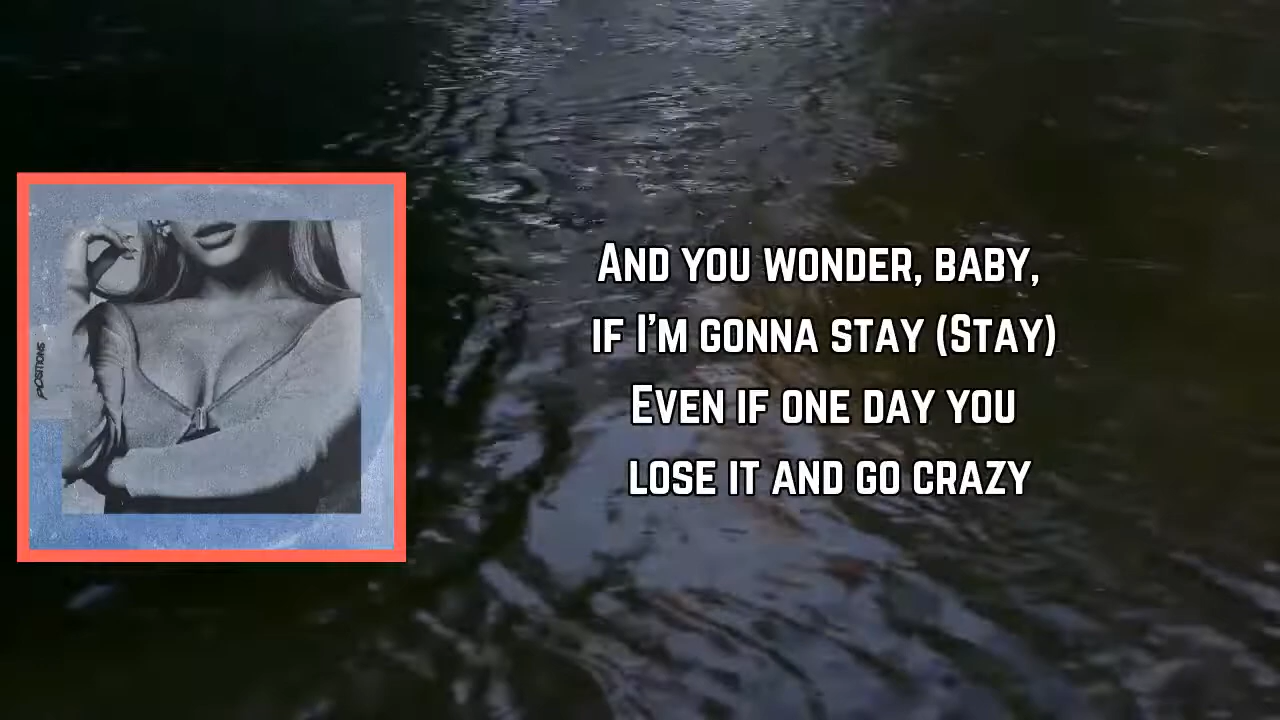 POSITIONS
AND YOU WONDER, BABY,
IF I'M GONNA STAY (STAY)
EVEN IF ONE DAY YOU
LOSE IT AND GO CRAZY